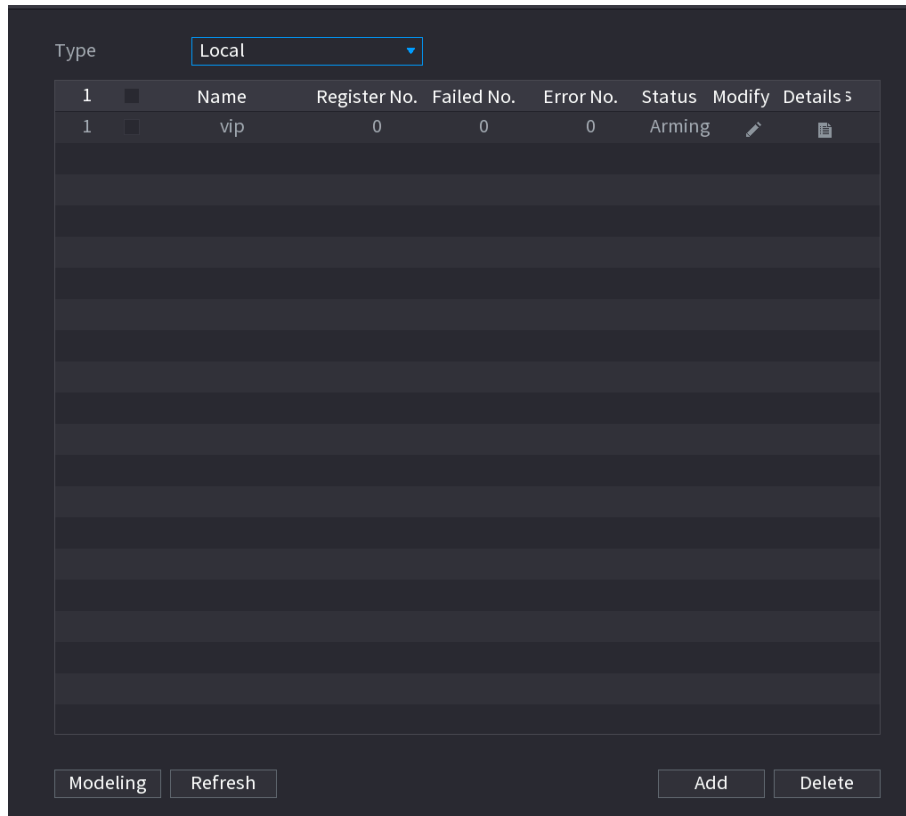 Type Local
1 Name Register No. Failed No. Error No. Status Modify Details s
1 vip 0 0 0 Arming
Modeling Refresh Add Delete